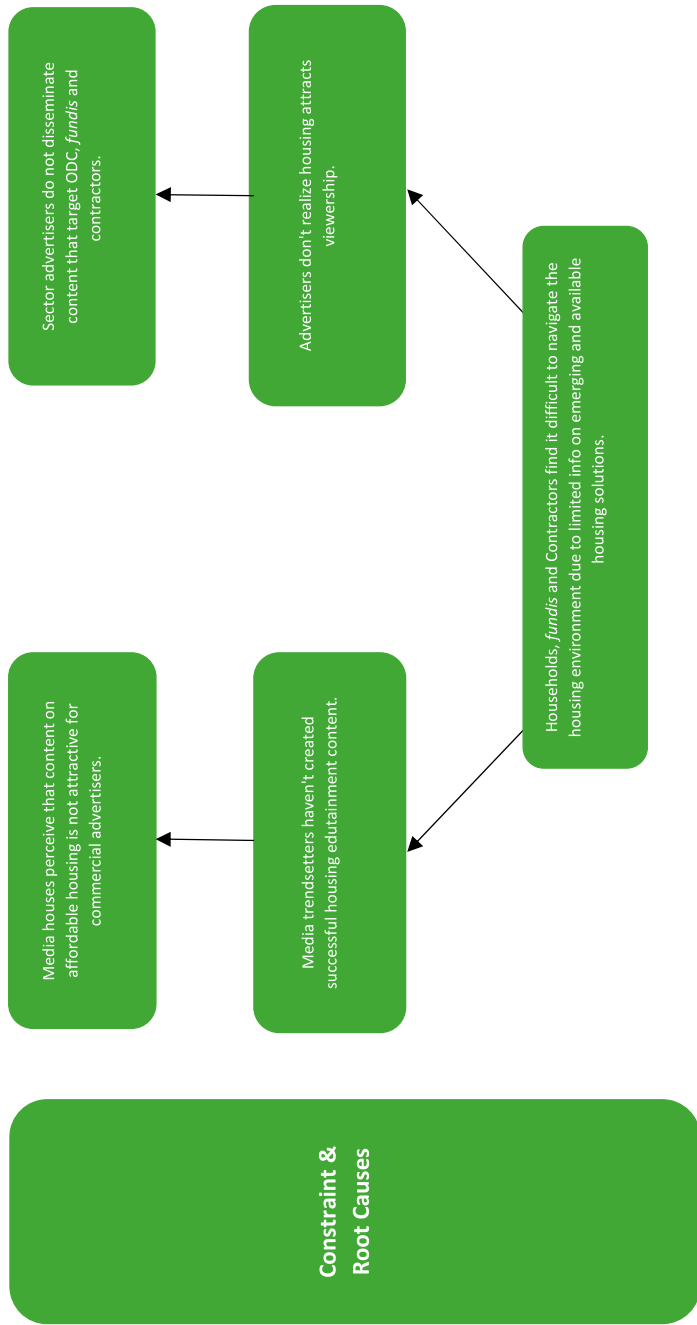 Constraint &
Root Causes
Media houses perceive that content on
affordable housing is not attractive for
commercial advertisers.
Sector advertisers do not disseminate
content that target ODC, fundis and
contractors.
Media trendsetters haven't created
successful housing edutainment content.
Advertisers don't realize housing attracts
viewership.
Households, fundis and Contractors find it difficult to navigate the
housing environment due to limited info on emerging and available
housing solutions.